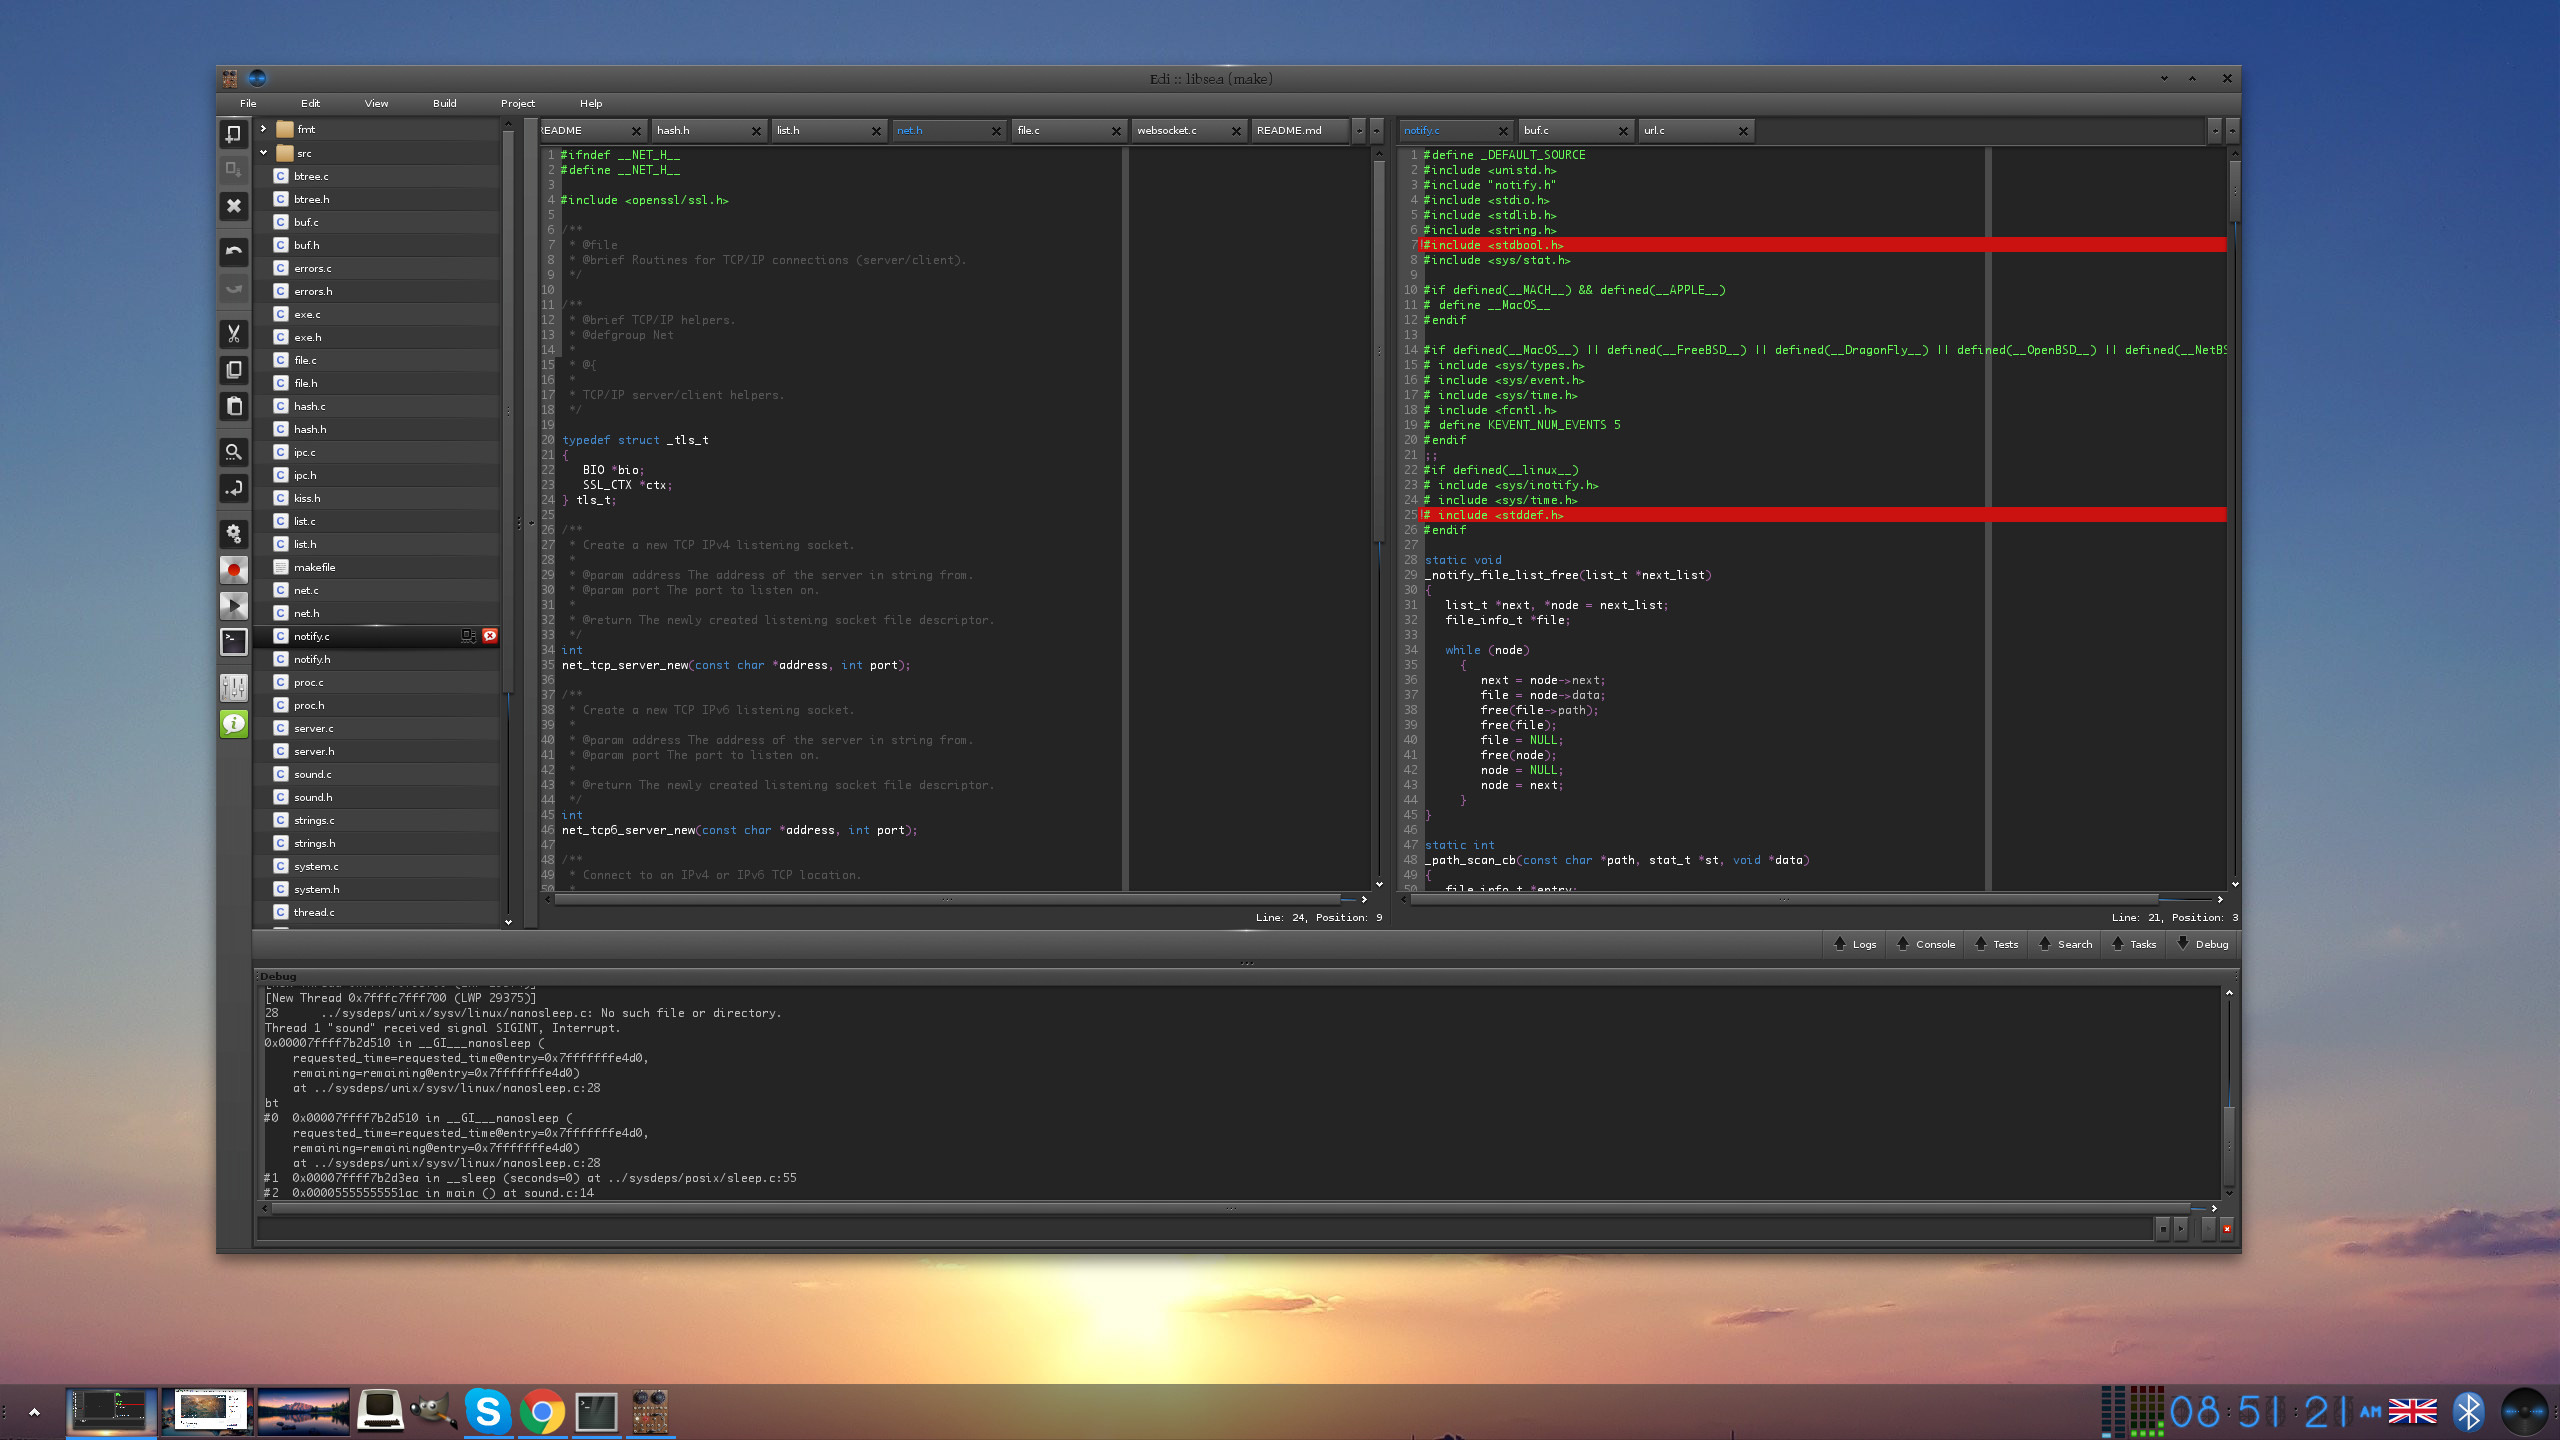 Edi :: libsea (make)
File Edit View Build Project Help
fmt
src
btree.c
btree.h
buf.c
buf.h
errors.c
errors.h
exe.c
exe.h
file.c
file.h
hash.c
hash.h
ipc.c
ipc.h
kiss.h
list.c
list.h
makefile
net.c
net.h
notify.c
notify.h
proc.c
proc.h
server.c
server.h
sound.c
sound.h
strings.c
strings.h
system.c
system.h
thread.c
README hash.h list.h net.h file.c websocket.c README.md
1 #ifndef __NET_H__
2 #define __NET_H__
3
4 #include <openssl/ssl.h>
5
6 /**
7  * @file
8  * @brief Routines for TCP/IP connections (server/client).
9  */
10
11 /**
12  * @brief TCP/IP helpers.
13  * @defgroup Net
14  *
15  * @{
16  *
17  * TCP/IP server/client helpers.
18  */
19
20 typedef struct _tls_t
21 {
22    BIO *bio;
23    SSL_CTX *ctx;
24 } tls_t;
25
26 /**
27  * Create a new TCP IPv4 listening socket.
28  *
29  * @param address The address of the server in string from.
30  * @param port The port to listen on.
31  *
32  * @return The newly created listening socket file descriptor.
33  */
34 int
35 net_tcp_server_new(const char *address, int port);
36
37 /**
38  * Create a new TCP IPv6 listening socket.
39  *
40  * @param address The address of the server in string from.
41  * @param port The port to listen on.
42  *
43  * @return The newly created listening socket file descriptor.
44  */
45 int
46 net_tcp6_server_new(const char *address, int port);
47
48 /**
49  * Connect to an IPv4 or IPv6 TCP location.
50  *
Line: 24, Position: 9
notify.c buf.c url.c
1 #define _DEFAULT_SOURCE
2 #include <unistd.h>
3 #include "notify.h"
4 #include <stdio.h>
5 #include <stdlib.h>
6 #include <string.h>
7 #include <stdbool.h>
8 #include <sys/stat.h>
9
10 #if defined(__MACH__) && defined(__APPLE__)
11 # define __MacOS__
12 #endif
13
14 #if defined(__MacOS__) || defined(__FreeBSD__) || defined(__DragonFly__) || defined(__OpenBSD__) || defined(__NetBS
15 # include <sys/types.h>
16 # include <sys/event.h>
17 # include <sys/time.h>
18 # include <fcntl.h>
19 # define KEVENT_NUM_EVENTS 5
20 #endif
21 ;;
22 #if defined(__linux__)
23 # include <sys/inotify.h>
24 # include <sys/time.h>
25 # include <stddef.h>
26 #endif
27
28 static void
29 _notify_file_list_free(list_t *next_list)
30 {
31    list_t *next, *node = next_list;
32    file_info_t *file;
33
34    while (node)
35      {
36         next = node->next;
37         file = node->data;
38         free(file->path);
39         free(file);
40         file = NULL;
41         free(node);
42         node = NULL;
43         node = next;
44      }
45 }
46
47 static int
48 _path_scan_cb(const char *path, stat_t *st, void *data)
49 {
50    file_info_t *entry;
Line: 21, Position: 3
Logs Console Tests Search Tasks Debug
Debug
[New Thread 0x7fffc7fff700 (LWP 29375)]
28      ../sysdeps/unix/sysv/linux/nanosleep.c: No such file or directory.
Thread 1 "sound" received signal SIGINT, Interrupt.
0x00007ffff7b2d510 in __GI___nanosleep (
    requested_time=requested_time@entry=0x7fffffffe4d0,
    remaining=remaining@entry=0x7fffffffe4d0)
    at ../sysdeps/unix/sysv/linux/nanosleep.c:28
bt
#0  0x00007ffff7b2d510 in __GI___nanosleep (
    requested_time=requested_time@entry=0x7fffffffe4d0,
    remaining=remaining@entry=0x7fffffffe4d0)
    at ../sysdeps/unix/sysv/linux/nanosleep.c:28
#1  0x00007ffff7b2d3ea in __sleep (seconds=0) at ../sysdeps/posix/sleep.c:55
#2  0x00005555555551ac in main () at sound.c:14
08:51:21 AM